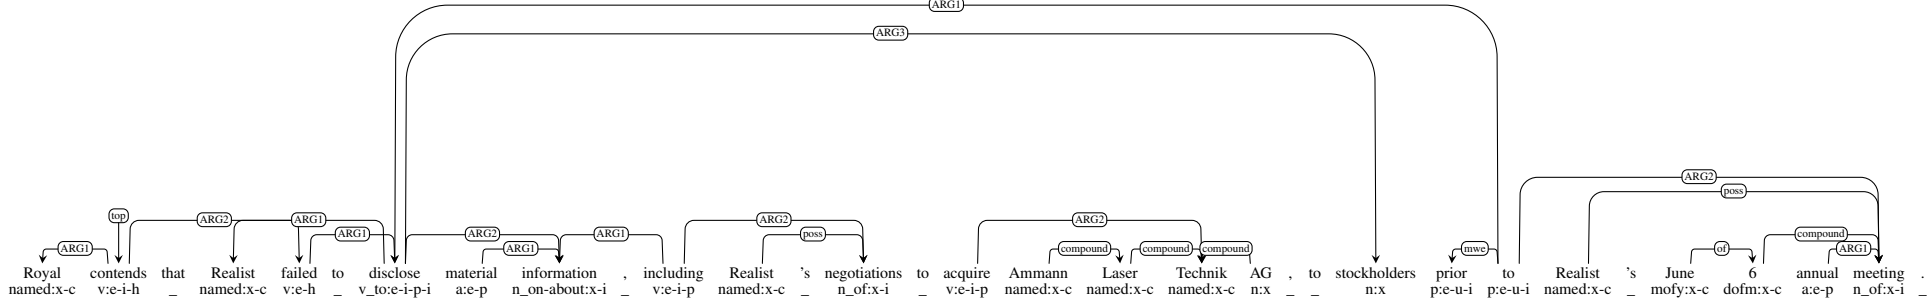 ARG1
ARG3
ARG2
poss
top ARG2 ARG1 ARG2 ARG2
ARG1 ARG2 ARG1 poss compound
ARG1 ARG1 compound compound compound mwe of ARG1
Royal contends that Realist failed to disclose material information , including Realist 's negotiations to acquire Ammann Laser Technik AG , to stockholders prior to Realist 's June 6 annual meeting .
named:x-c v:e-i-h _ named:x-c v:e-h _ v_to:e-i-p-i a:e-p n_on-about:x-i _ v:e-i-p named:x-c _ n_of:x-i _ v:e-i-p named:x-c named:x-c named:x-c n:x _ _ n:x p:e-u-i p:e-u-i named:x-c _ mofy:x-c dofm:x-c a:e-p n_of:x-i _